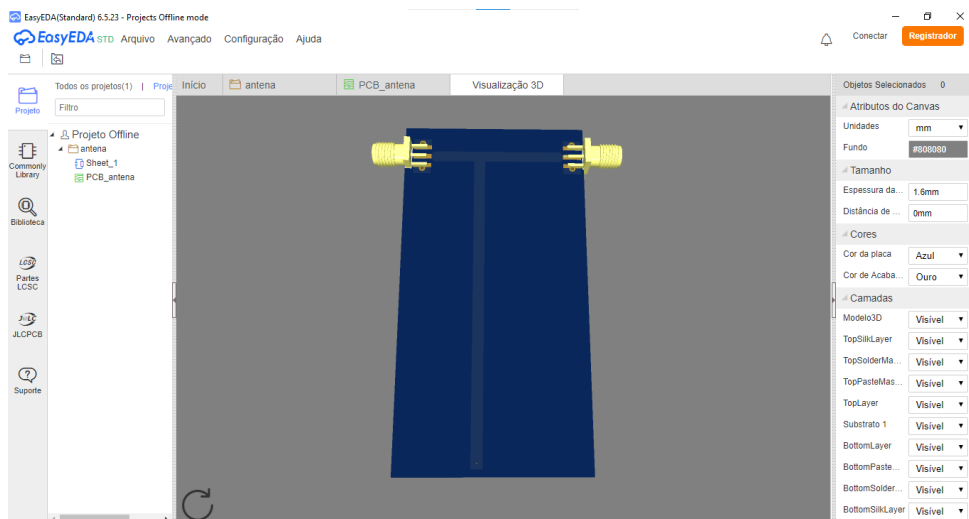 EasyEDA(Standard) 6.5.23 - Projects Offline mode
EasyEDA STD Arquivo Avançado Configuração Ajuda
Conectar Registrador
Projeto
Commonly
Library
Biblioteca
LCSC
Partes
LCSC
JLC
JLCPCB
Suporte
Todos os projetos(1) | Proje
Filtro
Projeto Offline
antena
Sheet_1
PCB_antena
Início antena PCB_antena Visualização 3D
Objetos Selecionados 0
Atributos do Canvas
Unidades mm
Fundo #808080
Tamanho
Espessura da... 1.6mm
Distância de ... 0mm
Cores
Cor da placa Azul
Cor de Acaba... Ouro
Camadas
Modelo3D Visível
TopSilkLayer Visível
TopSolderMa... Visível
TopPasteMas... Visível
TopLayer Visível
Substrato 1 Visível
BottomLayer Visível
BottomPaste... Visível
BottomSolder... Visível
BottomSilkLayer Visível